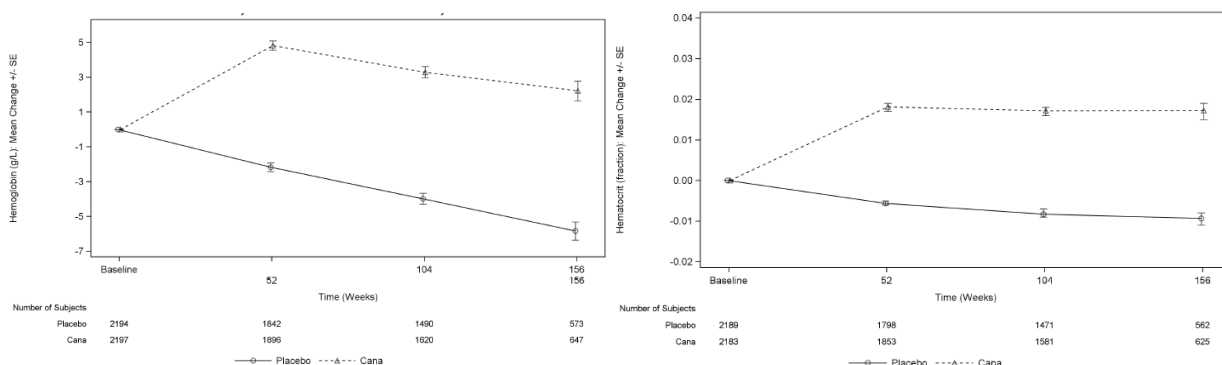 Hemoglobin (g/L): Mean Change +/- SE
5
3
1
-1
-3
-5
-7
Baseline 52 104 156
Time (Weeks)
Number of Subjects
Placebo 2194 1842 1490 573
Cana 2197 1896 1620 647
Placebo Cana
Hematocrit (fraction): Mean Change +/- SE
0.04
0.03
0.02
0.01
0.00
-0.01
-0.02
Baseline 52 104 156
Time (Weeks)
Number of Subjects
Placebo 2189 1798 1471 562
Cana 2183 1853 1581 625
Placebo Cana